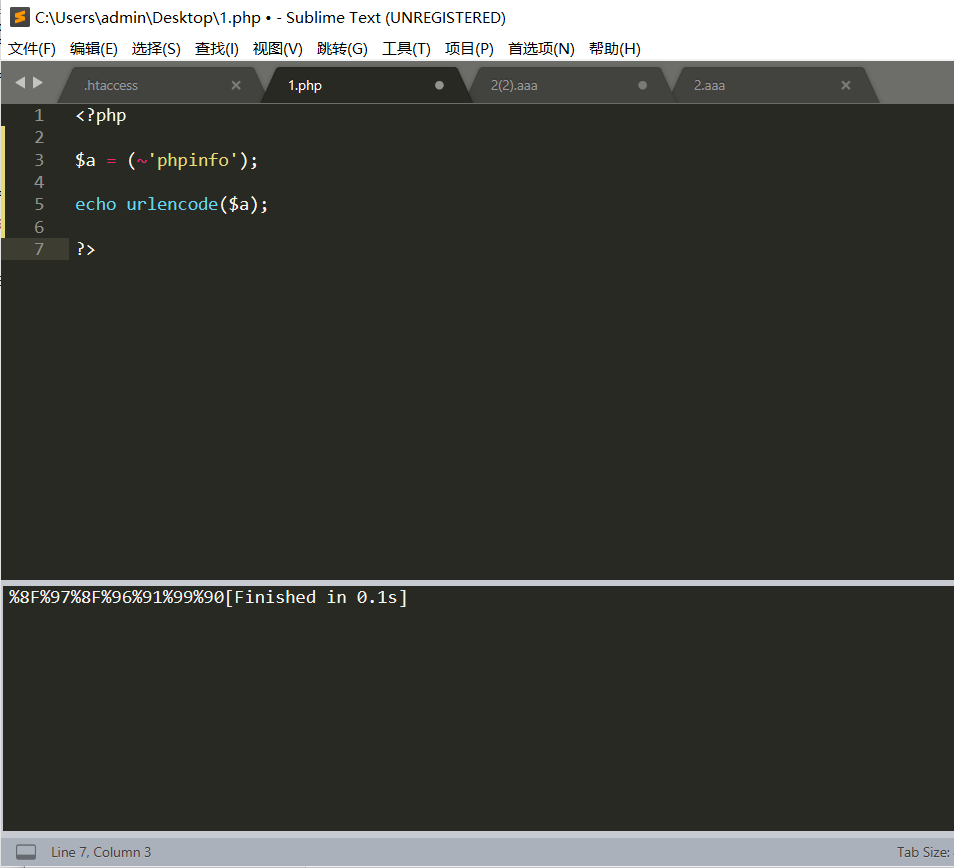 C:\Users\admin\Desktop\1.php • - Sublime Text (UNREGISTERED)
文件(F) 编辑(E) 选择(S) 查找(I) 视图(V) 跳转(G) 工具(T) 项目(P) 首选项(N) 帮助(H)
.htaccess 1.php 2(2).aaa 2.aaa
1 <?php
2
3 $a = (~'phpinfo');
4
5 echo urlencode($a);
6
7 ?>
%8F%97%8F%96%91%99%90[Finished in 0.1s]
Line 7, Column 3 Tab Size: